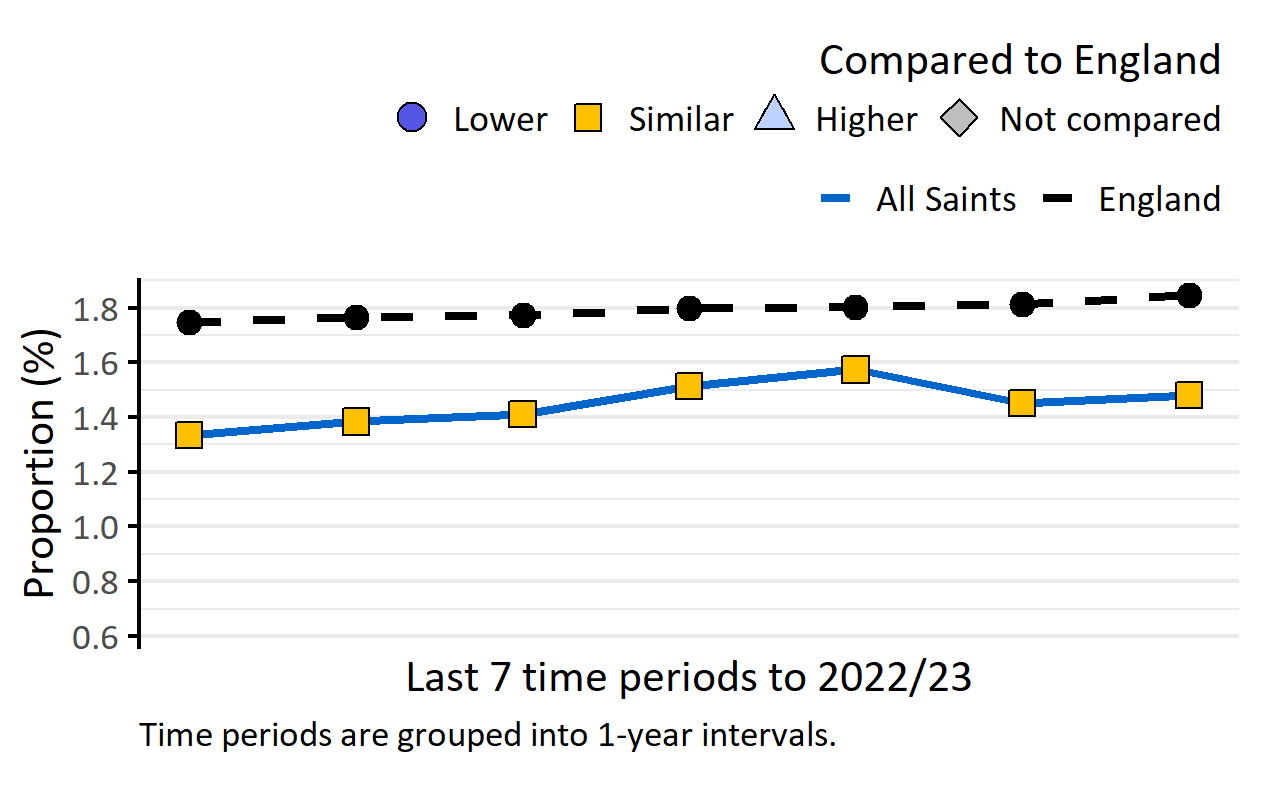 Compared to England
Lower Similar Higher Not compared
All Saints England
Proportion (%)
1.8
1.6
1.4
1.2
1.0
0.8
0.6
Last 7 time periods to 2022/23
Time periods are grouped into 1-year intervals.